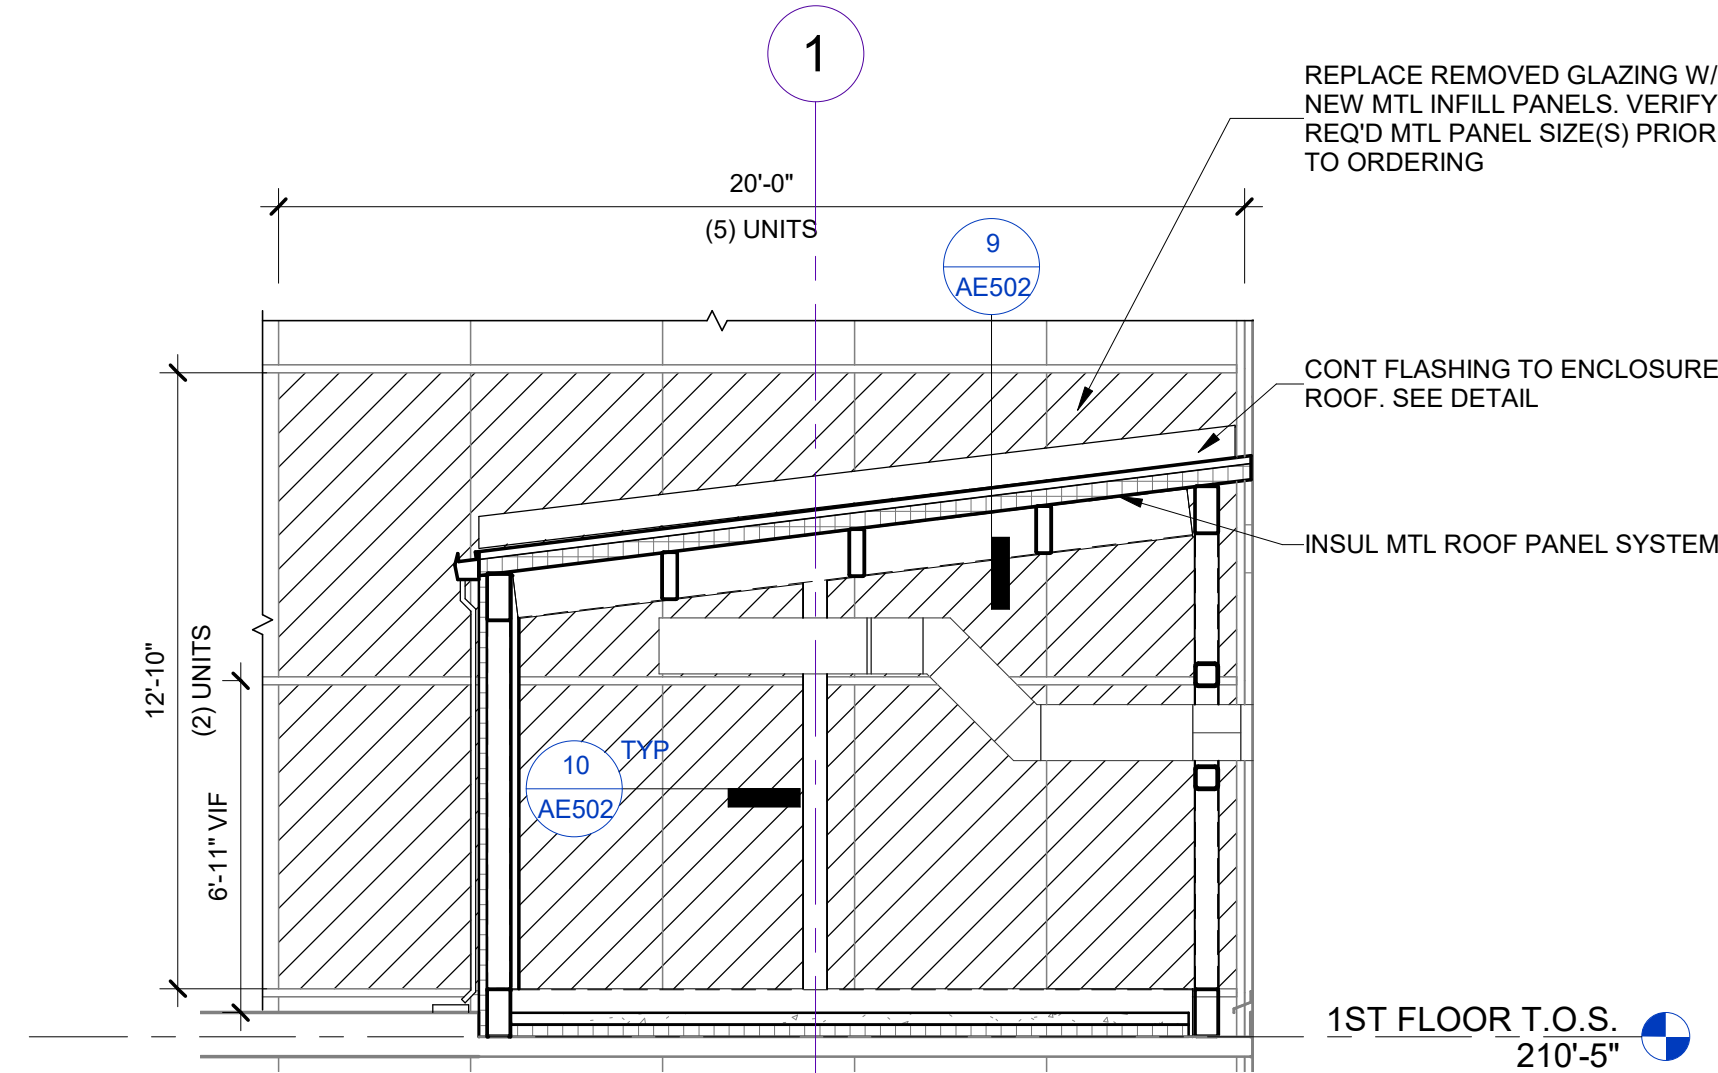 1
REPLACE REMOVED GLAZING W/
NEW MTL INFILL PANELS. VERIFY
REQ'D MTL PANEL SIZE(S) PRIOR
TO ORDERING
20'-0"
(5) UNITS
9
AE502
CONT FLASHING TO ENCLOSURE
ROOF. SEE DETAIL
INSUL MTL ROOF PANEL SYSTEM
12'-10"
(2) UNITS
6'-11" VIF
10
AE502
TYP
1ST FLOOR T.O.S.
210'-5"